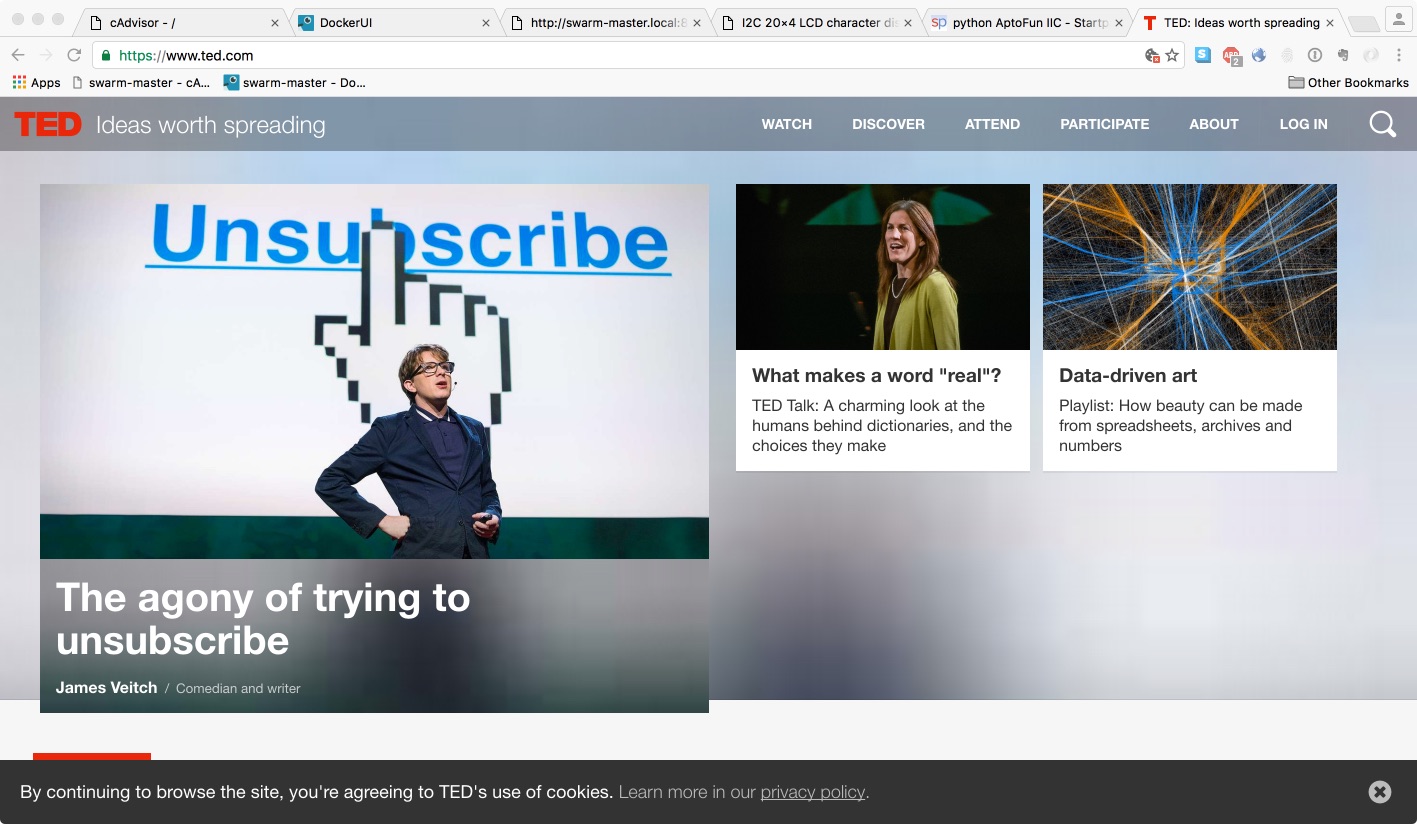 cAdvisor - /
DockerUI
http://swarm-master.local:8
I2C 20×4 LCD character dis
sp python AptoFun IIC - Startp
TED: Ideas worth spreading
https://www.ted.com
S
ABP
2
Apps
swarm-master - cA...
swarm-master - Do...
Other Bookmarks
TED Ideas worth spreading
WATCH
DISCOVER
ATTEND
PARTICIPATE
ABOUT
LOG IN
Unsubscribe
The agony of trying to
unsubscribe
James Veitch / Comedian and writer
What makes a word "real"?
TED Talk: A charming look at the
humans behind dictionaries, and the
choices they make
Data-driven art
Playlist: How beauty can be made
from spreadsheets, archives and
numbers
By continuing to browse the site, you're agreeing to TED's use of cookies. Learn more in our privacy policy.